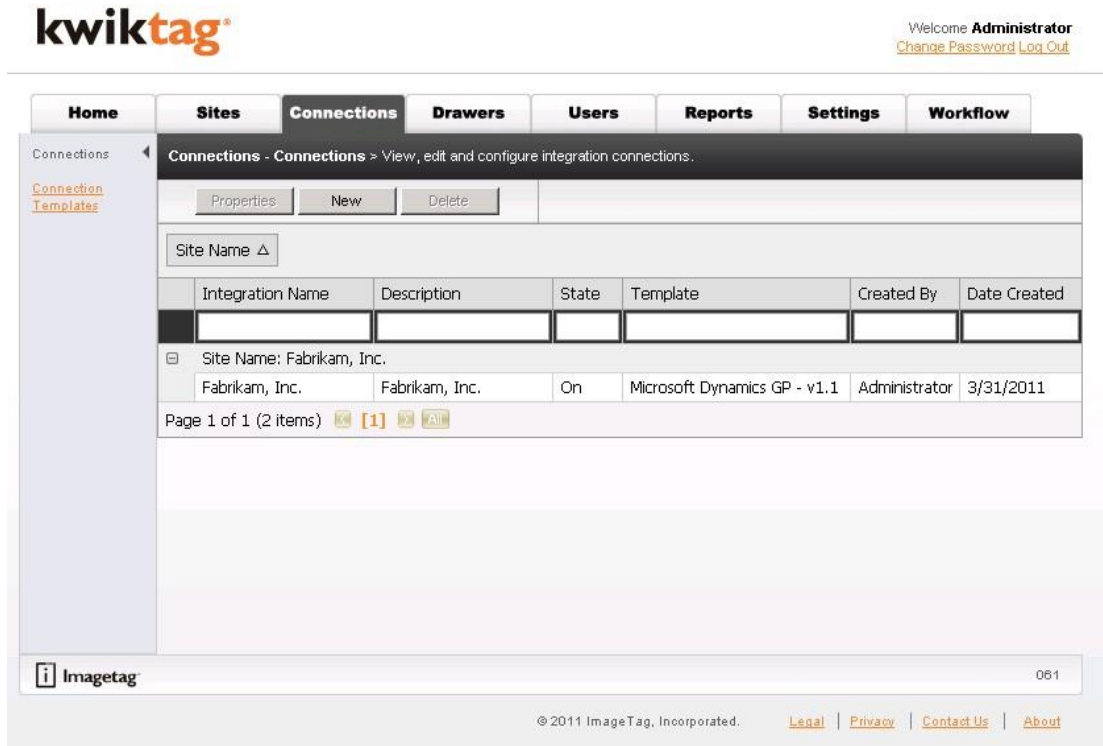 kwiktag®
Welcome Administrator
Change Password Log Out
Home Sites Connections Drawers Users Reports Settings Workflow
Connections
Connection
Templates
Connections - Connections > View, edit and configure integration connections.
Properties New Delete
Site Name
Integration Name Description State Template Created By Date Created
Site Name: Fabrikam, Inc.
Fabrikam, Inc. Fabrikam, Inc. On Microsoft Dynamics GP - v1.1 Administrator 3/31/2011
Page 1 of 1 (2 items) [1] All
Imagetag
061
© 2011 ImageTag, Incorporated. Legal | Privacy | Contact Us | About